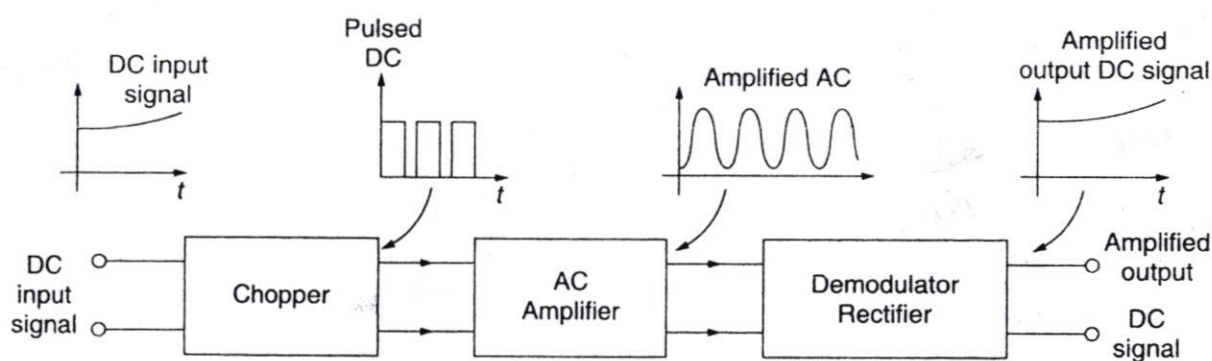 DC input
signal
t
Pulsed
DC
t
Amplified AC
t
Amplified
output DC signal
t
DC
input
signal
Chopper
AC
Amplifier
Demodulator
Rectifier
Amplified
output
DC
signal